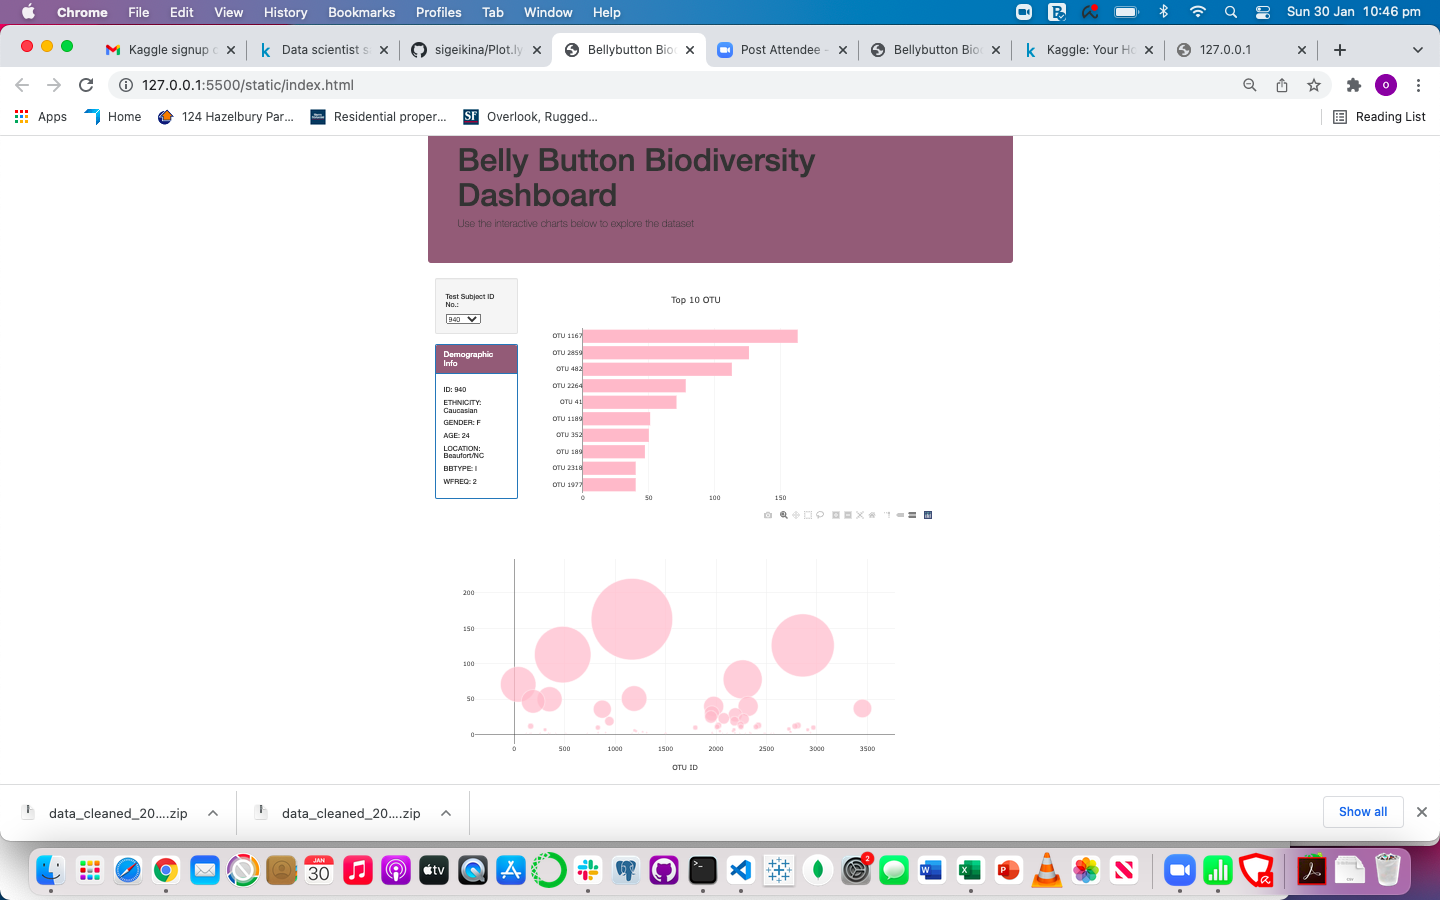 Chrome File Edit View History Bookmarks Profiles Tab Window Help Sun 30 Jan 10:46 pm
Kaggle signup Data scientist sigeikina/Plot.ly Bellybutton Bio Post Attendee - Bellybutton Bio Kaggle: Your Ho 127.0.0.1
127.0.0.1:5500/static/index.html
Apps Home 124 Hazelbury Par... Residential proper... SF Overlook, Rugged... Reading List
Belly Button Biodiversity
Dashboard
Use the interactive charts below to explore the dataset
Test Subject ID
No.:
940
Demographic
Info
ID: 940
ETHNICITY:
Caucasian
GENDER: F
AGE: 24
LOCATION:
Beaufort/NC
BBTYPE: I
WFREQ: 2
Top 10 OTU
OTU 1167
OTU 2859
OTU 482
OTU 2264
OTU 41
OTU 1189
OTU 352
OTU 189
OTU 2318
OTU 1977
0 50 100 150
200
150
100
50
0
0 500 1000 1500 2000 2500 3000 3500
OTU ID
data_cleaned_20....zip data_cleaned_20....zip Show all
JAN
30
tv
2